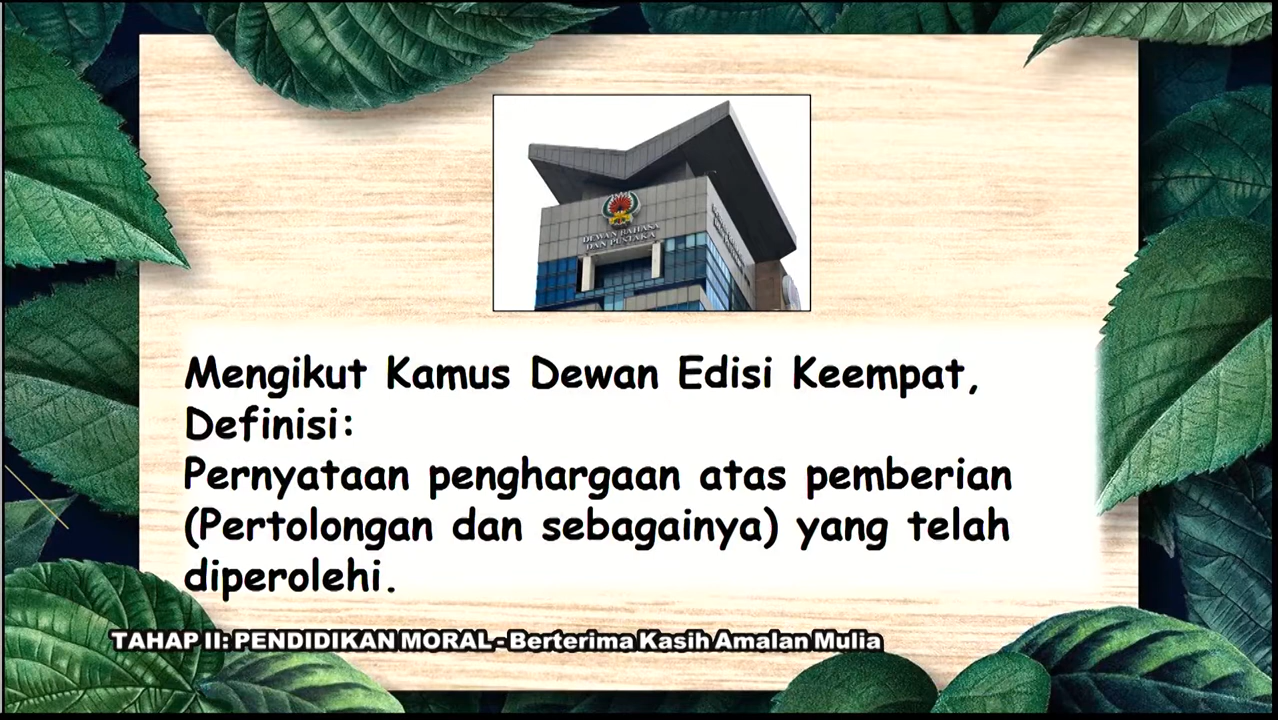 DEWAN BAHASA
DAN PUSTAKA
Mengikut Kamus Dewan Edisi Keempat,
Definisi:
Pernyataan penghargaan atas pemberian
(Pertolongan dan sebagainya) yang telah
diperolehi.
TAHAP II: PENDIDIKAN MORAL - Berterima Kasih Amalan Mulia